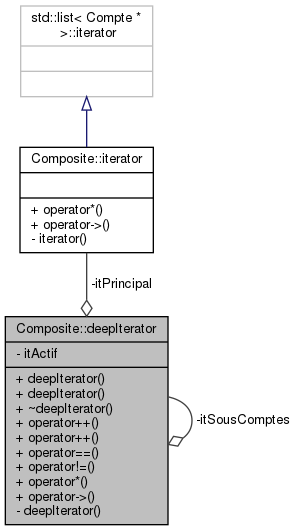 std::list< Compte *
>::iterator
Composite::iterator
+ operator*()
+ operator->()
- iterator()
-itPrincipal
Composite::deepIterator
- itActif
+ deepIterator()
+ deepIterator()
+ ~deepIterator()
+ operator++()
+ operator++()
+ operator==()
+ operator!=()
+ operator*()
+ operator->()
- deepIterator()
-itSousComptes